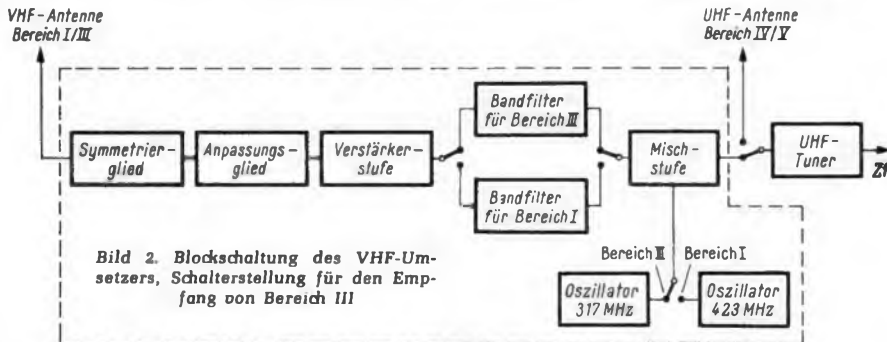 VHF-Antenne
Bereich I/III
UHF-Antenne
Bereich IV/V
Bandfilter
für Bereich III
Symmetrier-
glied
Anpassungs-
glied
Verstärker-
stufe
Misch-
stufe
UHF-
Tuner
Zf
Bandfilter
für Bereich I
Bild 2. Blockschaltung des VHF-Um-
setzers, Schalterstellung für den Emp-
fang von Bereich III
Bereich III
Bereich I
Oszillator
317 MHz
Oszillator
423 MHz